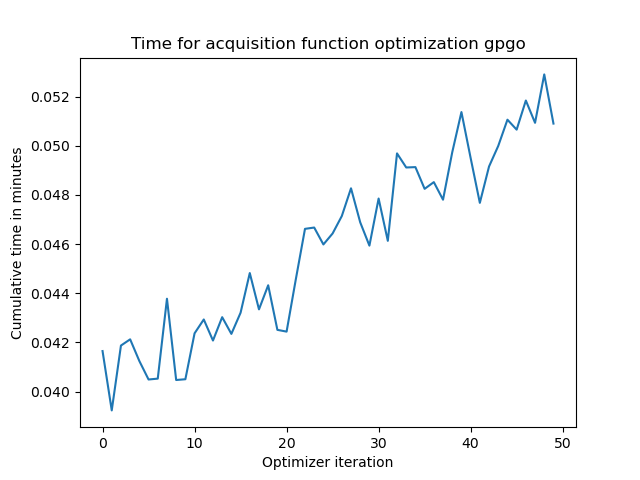 Time for acquisition function optimization gpgo
0.052
0.050
0.048
0.046
0.044
0.042
0.040
Cumulative time in minutes
0 10 20 30 40 50
Optimizer iteration